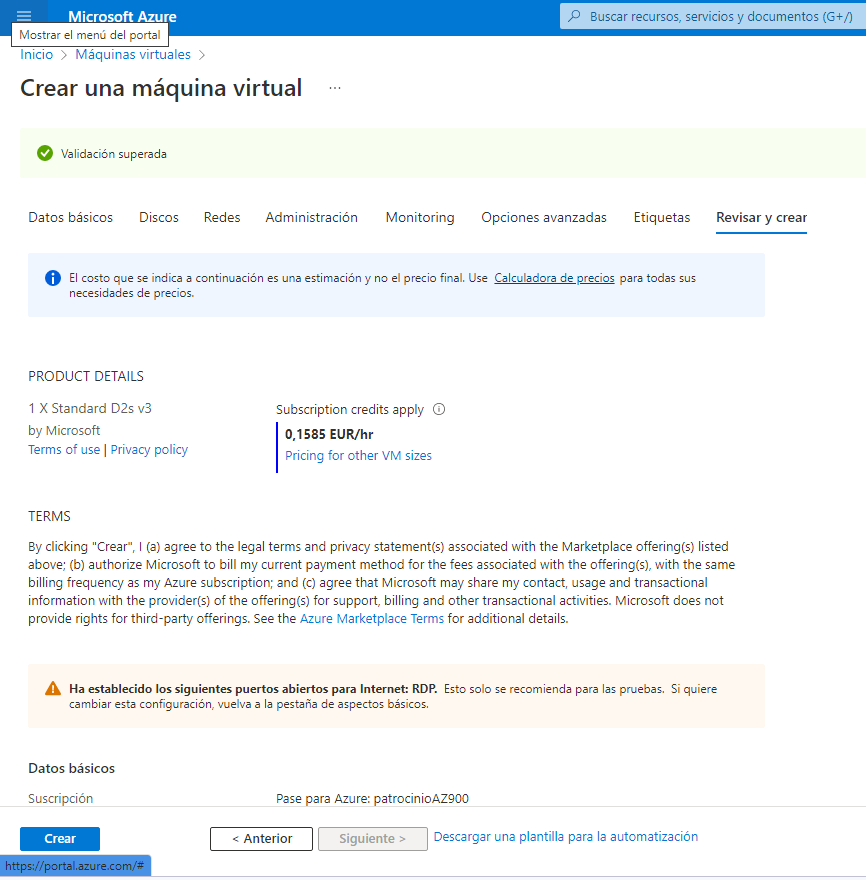 Microsoft Azure
Buscar recursos, servicios y documentos (G+/)
Mostrar el menú del portal
Inicio > Máquinas virtuales >
Crear una máquina virtual ...
Validación superada
Datos básicos Discos Redes Administración Monitoring Opciones avanzadas Etiquetas Revisar y crear
El costo que se indica a continuación es una estimación y no el precio final. Use Calculadora de precios para todas sus
necesidades de precios.
PRODUCT DETAILS
1 X Standard D2s v3
by Microsoft
Terms of use | Privacy policy
Subscription credits apply
0,1585 EUR/hr
Pricing for other VM sizes
TERMS
By clicking "Crear", I (a) agree to the legal terms and privacy statement(s) associated with the Marketplace offering(s) listed
above; (b) authorize Microsoft to bill my current payment method for the fees associated with the offering(s), with the same
billing frequency as my Azure subscription; and (c) agree that Microsoft may share my contact, usage and transactional
information with the provider(s) of the offering(s) for support, billing and other transactional activities. Microsoft does not
provide rights for third-party offerings. See the Azure Marketplace Terms for additional details.
Ha establecido los siguientes puertos abiertos para Internet: RDP. Esto solo se recomienda para las pruebas. Si quiere
cambiar esta configuración, vuelva a la pestaña de aspectos básicos.
Datos básicos
Suscripción Pase para Azure: patrocinioAZ900
Crear < Anterior Siguiente > Descargar una plantilla para la automatización
https://portal.azure.com/#